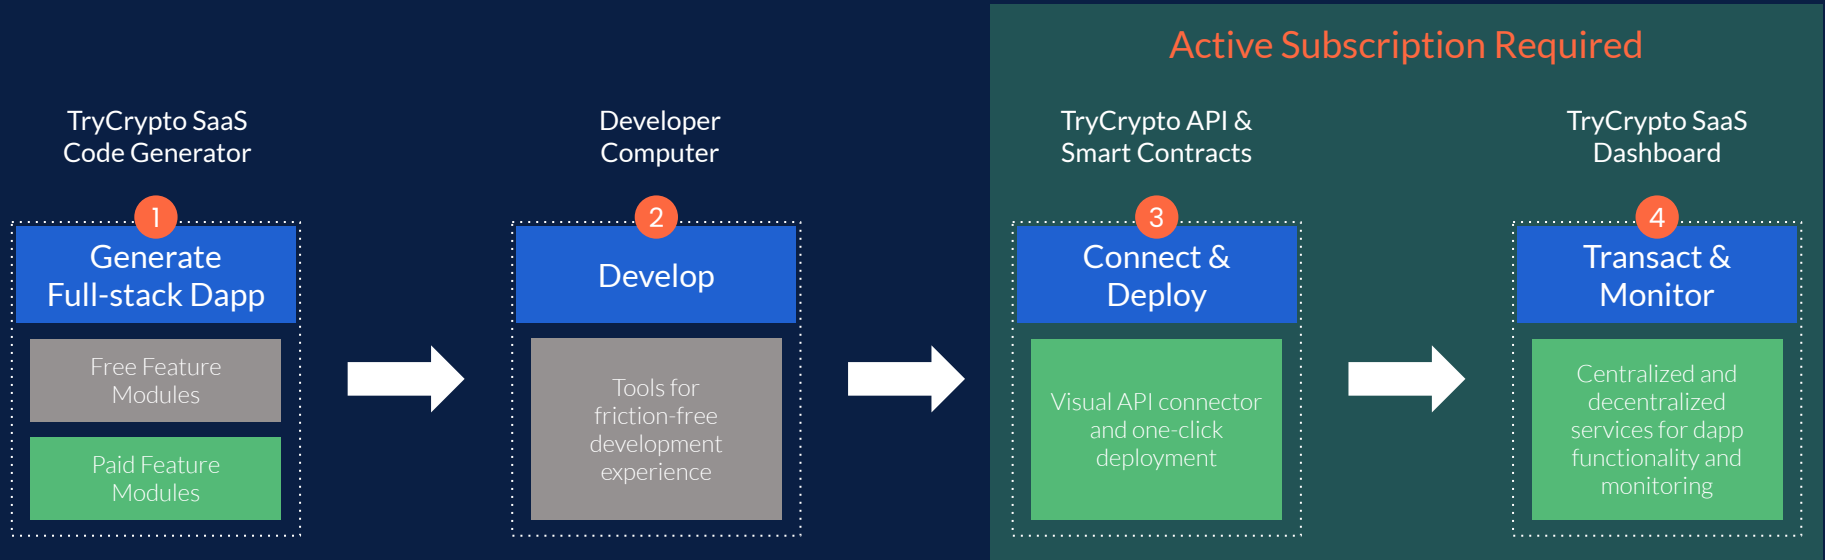 Active Subscription Required
TryCrypto SaaS
Code Generator
1
Generate
Full-stack Dapp
Free Feature
Modules
Paid Feature
Modules
Developer
Computer
2
Develop
Tools for
friction-free
development
experience
TryCrypto API &
Smart Contracts
3
Connect &
Deploy
Visual API connector
and one-click
deployment
TryCrypto SaaS
Dashboard
4
Transact &
Monitor
Centralized and
decentralized
services for dapp
functionality and
monitoring